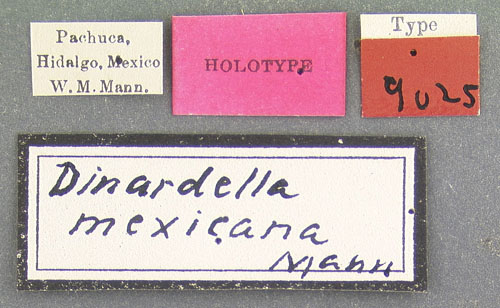 Pachuca,
Hidalgo, Mexico
W. M. Mann.
HOLOTYPE
Type
9025
Dinardella
mexicana
Mann